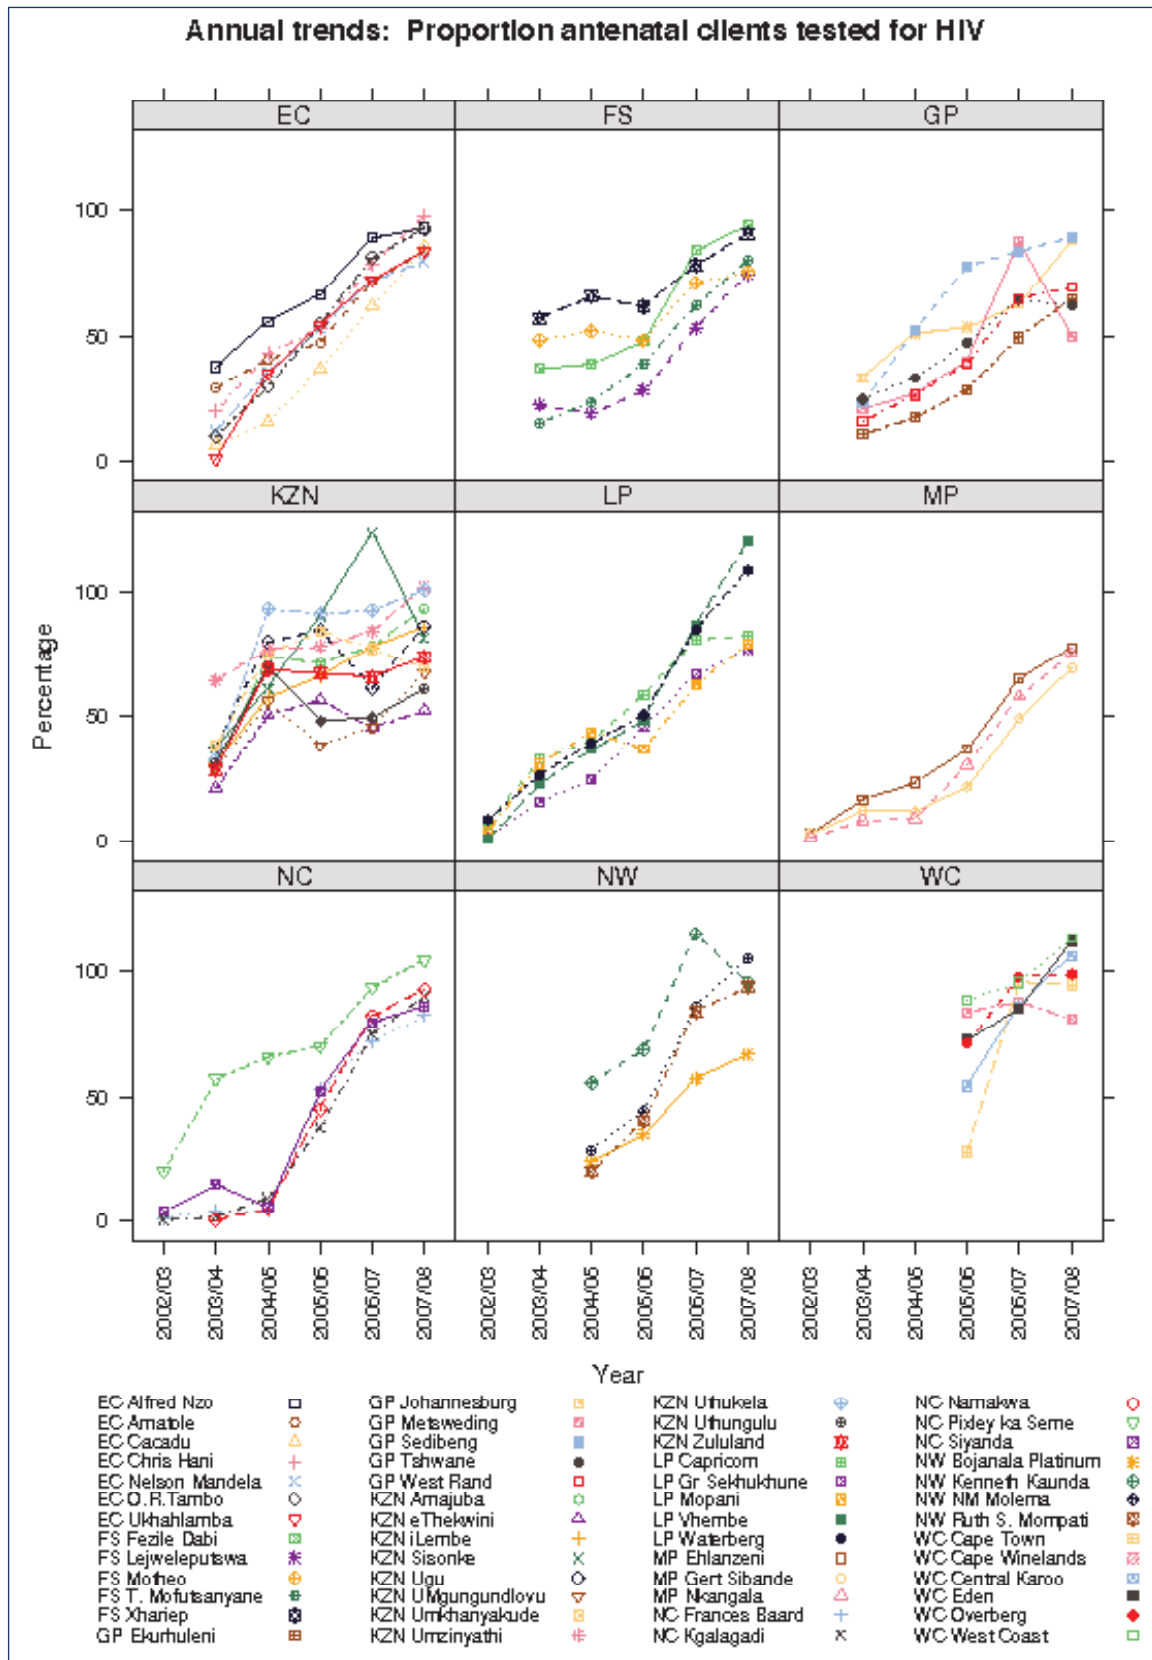 Annual trends: Proportion antenatal clients tested for HIV
EC FS GP
100
50
0
KZN LP MP
100
50
0
Percentage
NC NW WC
100
50
0
2002/03 2003/04 2004/05 2005/06 2006/07 2007/08 2002/03 2003/04 2004/05 2005/06 2006/07 2007/08 2002/03 2003/04 2004/05 2005/06 2006/07 2007/08
Year
EC Alfred Nzo GP Johannesburg KZN Uthukela NC Namakwa
EC Amatole GP Metsweding KZN Uthungulu NC Pixley ka Seme
EC Cacadu GP Sedibeng KZN Zululand NC Siyanda
EC Chris Hani GP Tshwane LP Capricorn NW Bojanala Platinum
EC Nelson Mandela GP West Rand LP Gr Sekhukhune NW Kenneth Kaunda
EC O.R.Tambo KZN Amajuba LP Mopani NW NM Molema
EC Ukhahlamba KZN eThekwini LP Vhembe NW Ruth S. Mompati
FS Fezile Dabi KZN iLembe LP Waterberg WC Cape Town
FS Lejweleputswa KZN Sisonke MP Ehlanzeni WC Cape Winelands
FS Motheo KZN Ugu MP Gert Sibande WC Central Karoo
FS T. Mofutsanyane KZN UMgungundlovu MP Nkangala WC Eden
FS Xhariep KZN Umkhanyakude NC Frances Baard WC Overberg
GP Ekurhuleni KZN Umzinyathi NC Kgalagadi WC West Coast